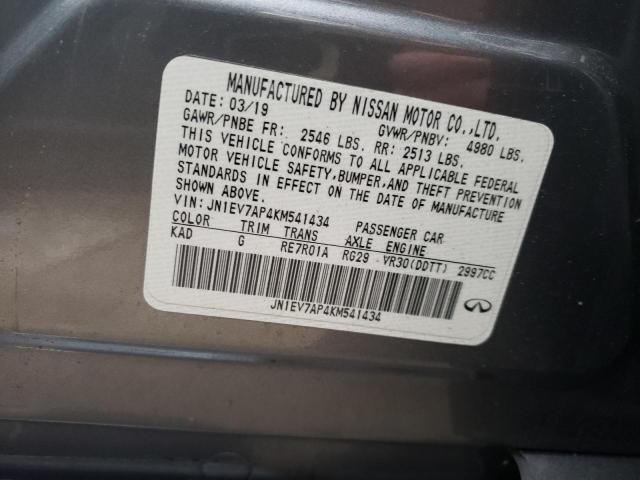 MANUFACTURED BY NISSAN MOTOR CO.,LTD.
DATE: 03/19 GVWR/PNBV: 4980 LBS.
GAWR/PNBE FR: 2546 LBS. RR: 2513 LBS.
THIS VEHICLE CONFORMS TO ALL APPLICABLE FEDERAL
MOTOR VEHICLE SAFETY,BUMPER,AND THEFT PREVENTION
STANDARDS IN EFFECT ON THE DATE OF MANUFACTURE
SHOWN ABOVE.
VIN: JN1EV7AP4KM541434 PASSENGER CAR
COLOR TRIM TRANS AXLE ENGINE
KAD G RE7R01A RG29 VR30(DDTT) 2997CC
JN1EV7AP4KM541434